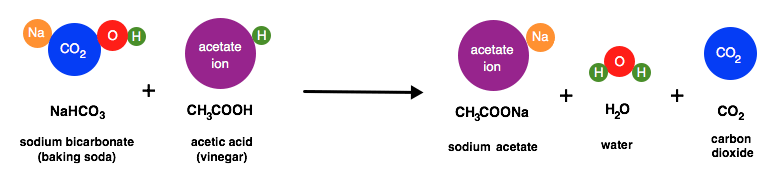 Na CO₂ O H
acetate H
ion
+
NaHCO₃
CH₃COOH
sodium bicarbonate
(baking soda)
acetic acid
(vinegar)
acetate Na
ion
+
H O H
+
CO₂
CH₃COONa
H₂O
CO₂
sodium acetate
water
carbon
dioxide